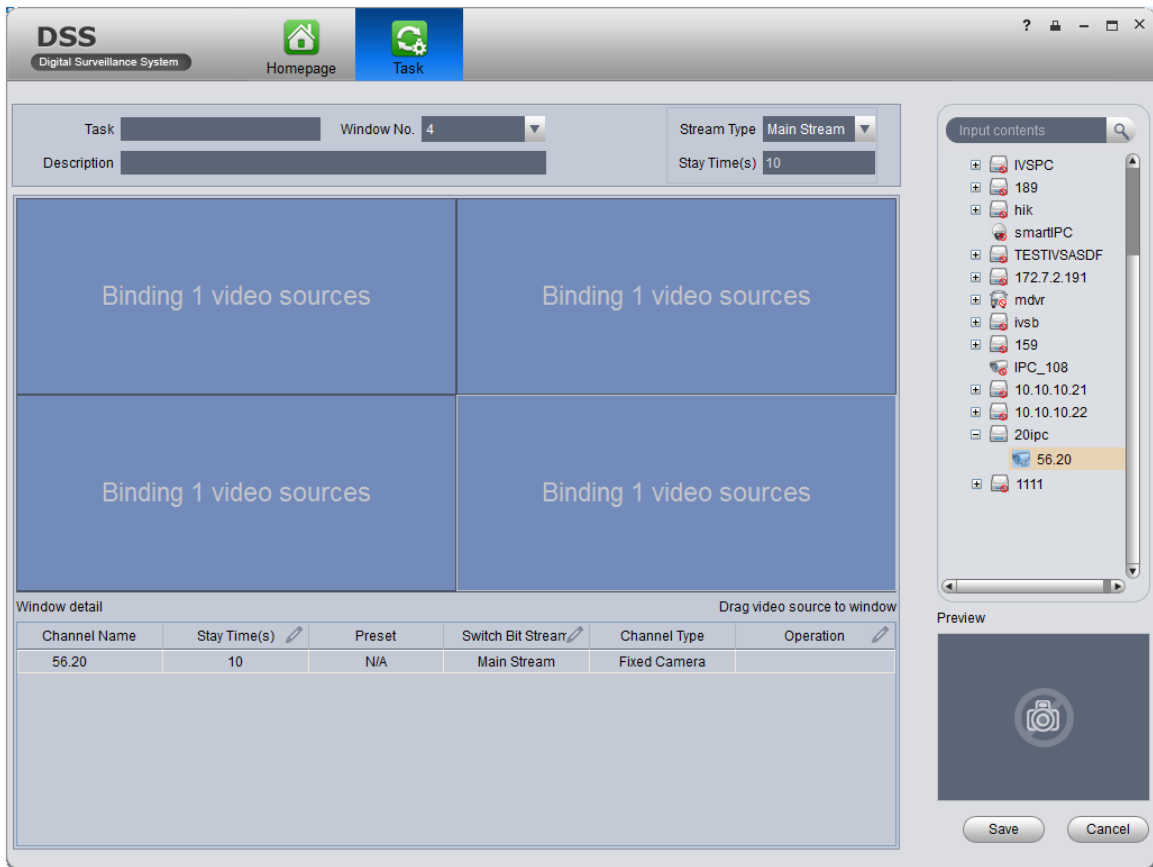 DSS
Digital Surveillance System
Homepage
Task
?
Task
Window No. 4
Stream Type Main Stream
Description
Stay Time(s) 10
Input contents
IVSPC
189
hik
smartIPC
TESTIVSASDF
172.7.2.191
mdvr
ivsb
159
IPC_108
10.10.10.21
10.10.10.22
20ipc
56.20
1111
Binding 1 video sources
Binding 1 video sources
Binding 1 video sources
Binding 1 video sources
Window detail
Drag video source to window
Channel Name Stay Time(s) Preset Switch Bit Stream Channel Type Operation
56.20 10 N/A Main Stream Fixed Camera
Preview
Save
Cancel